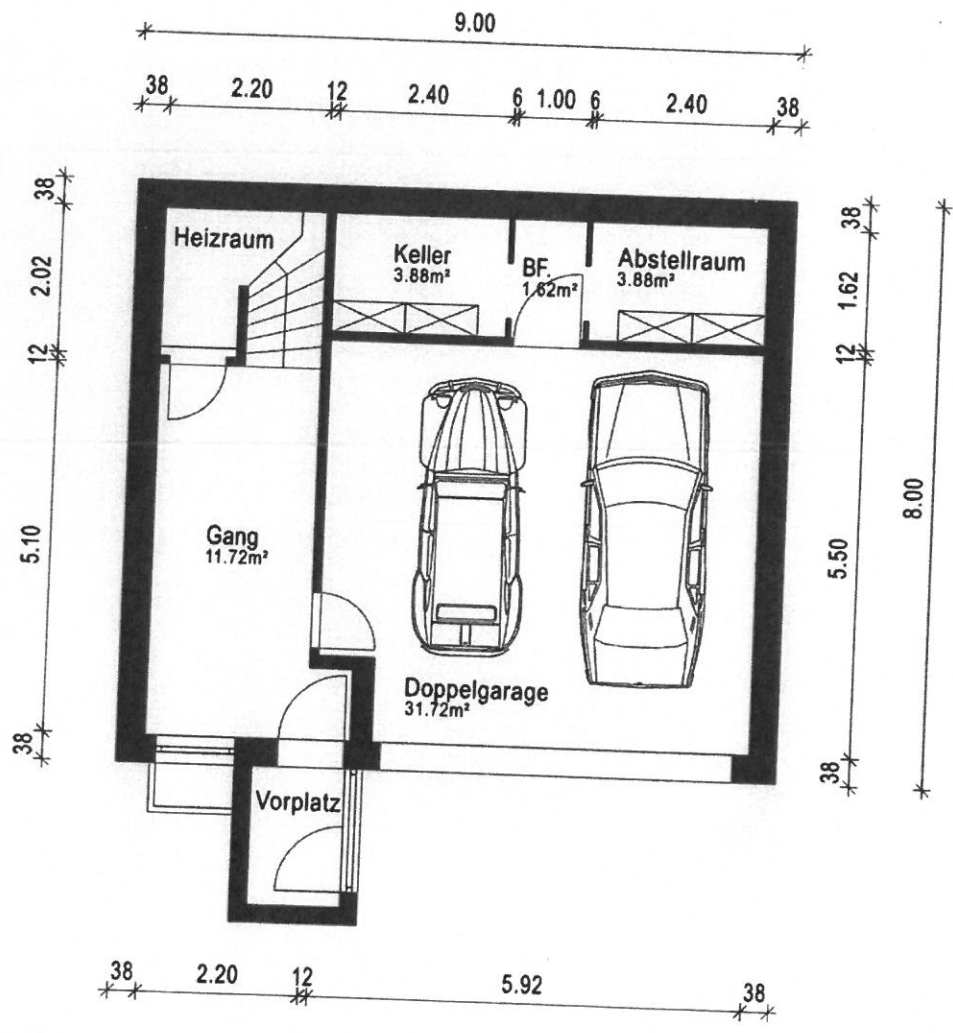 9.00
38 2.20 12 2.40 6 1.00 6 2.40 38
38
2.02
12
5.10
38
Heizraum
Keller
3.88m²
BF.
1.62m²
Abstellraum
3.88m²
Gang
11.72m²
Doppelgarage
31.72m²
Vorplatz
38
1.62
12
5.50
38
8.00
38 2.20 12 5.92 38